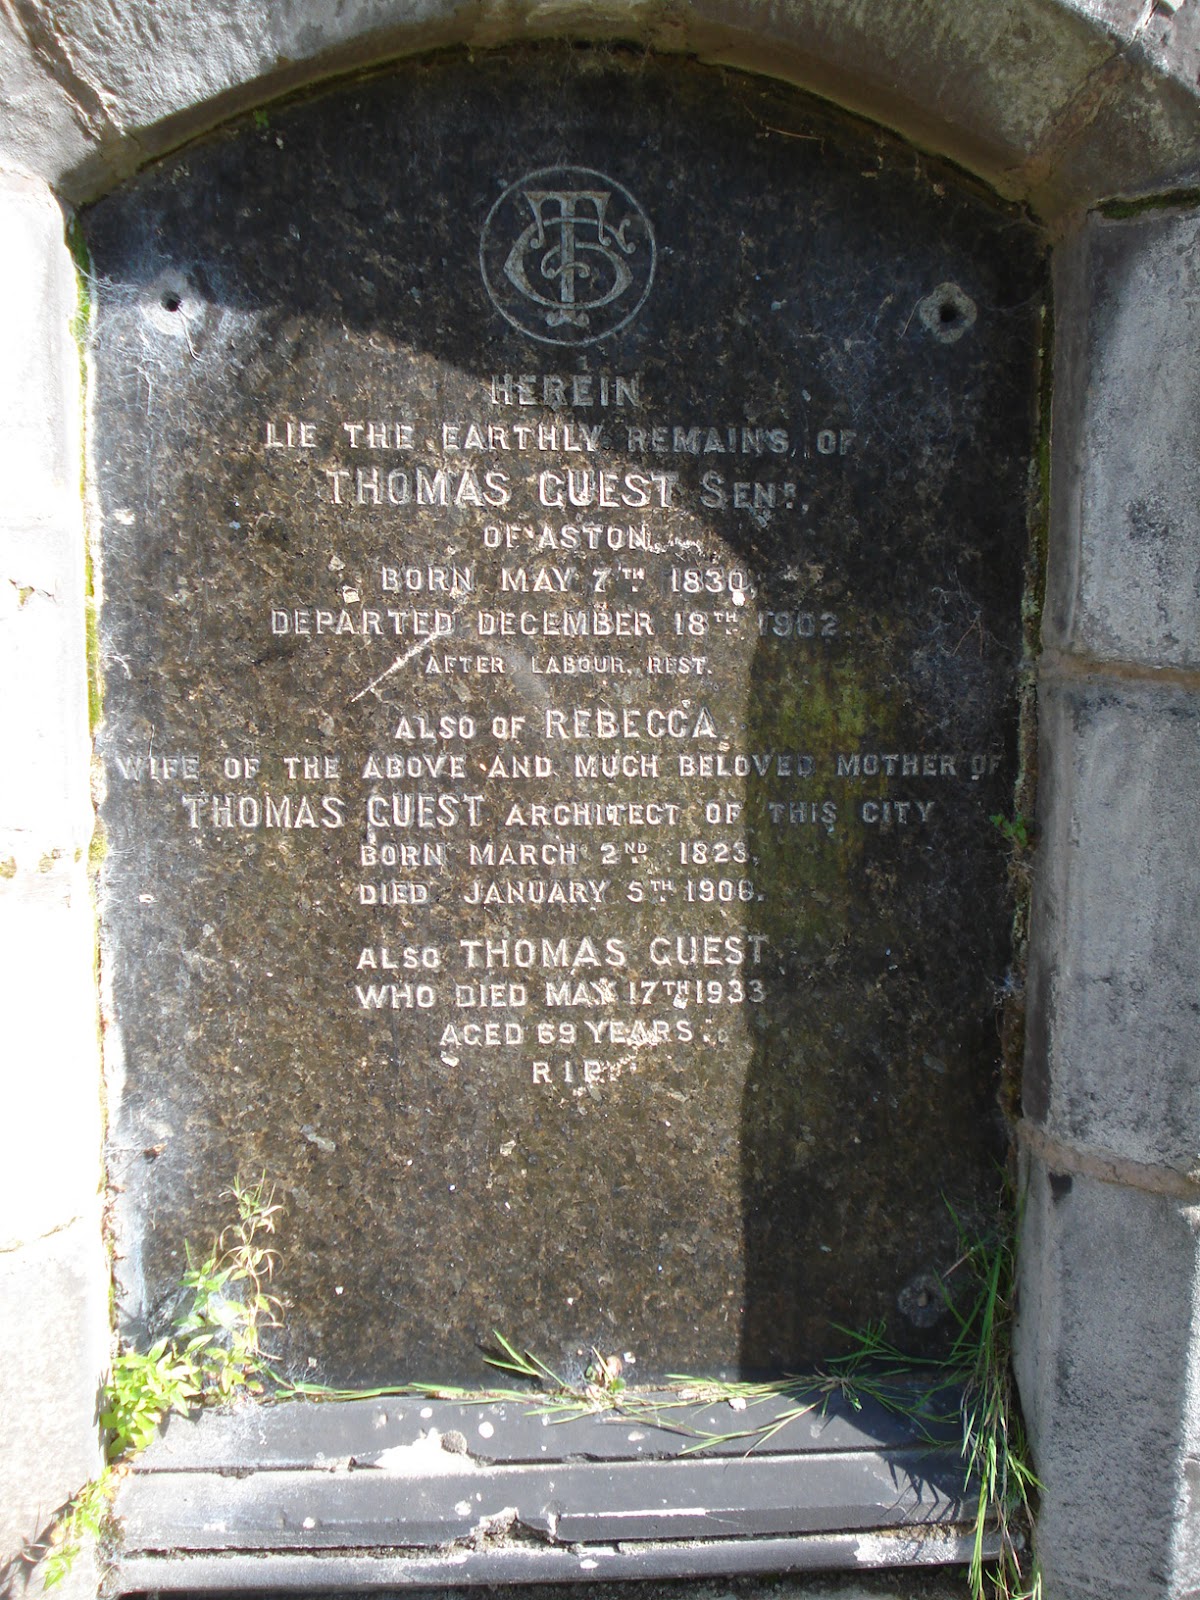 TG
HEREIN
LIE THE EARTHLY REMAINS OF
THOMAS GUEST SENR.,
OF ASTON
BORN MAY 7TH. 1830,
DEPARTED DECEMBER 18TH 1902.
AFTER LABOUR, REST.
ALSO OF REBECCA
WIFE OF THE ABOVE AND MUCH BELOVED MOTHER OF
THOMAS GUEST ARCHITECT OF THIS CITY
BORN MARCH 2ND. 1823,
DIED JANUARY 5TH. 1906.
ALSO THOMAS GUEST
WHO DIED MAY 17TH 1933
AGED 69 YEARS.
R I P.